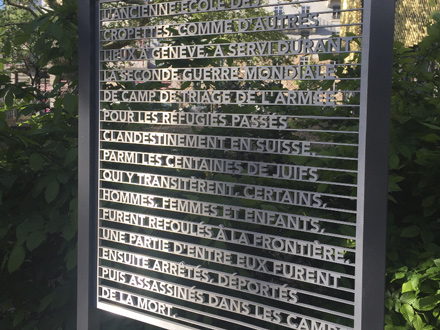 L'ANCIENNE ÉCOLE DES
CROPETTES, COMME D'AUTRES
LIEUX À GENÈVE, A SERVI DURANT
LA SECONDE GUERRE MONDIALE
DE CAMP DE TRIAGE DE L'ARMÉE
POUR LES RÉFUGIÉS PASSÉS
CLANDESTINEMENT EN SUISSE.
PARMI LES CENTAINES DE JUIFS
QUI Y TRANSITÈRENT, CERTAINS,
HOMMES, FEMMES ET ENFANTS,
FURENT REFOULÉS À LA FRONTIÈRE.
UNE PARTIE D'ENTRE EUX FURENT
ENSUITE ARRÊTÉS, DÉPORTÉS
PUIS ASSASSINÉS DANS LES CAMPS
DE LA MORT.